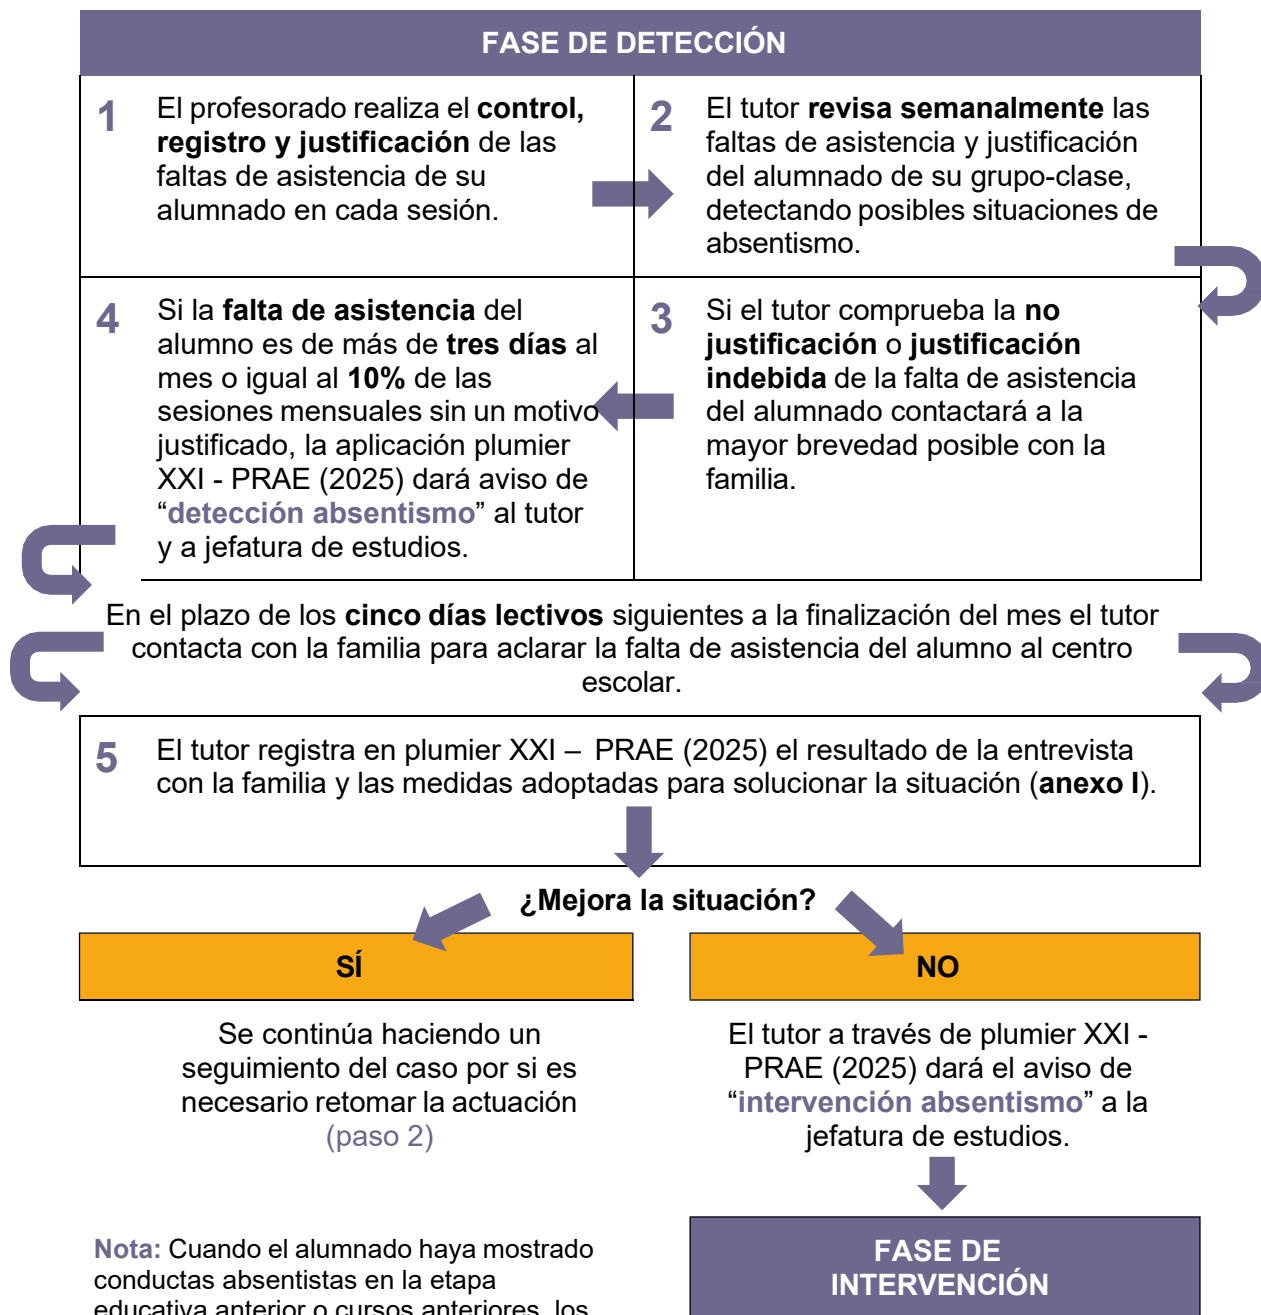 FASE DE DETECCIÓN
1
El profesorado realiza el control,
registro y justificación de las
faltas de asistencia de su
alumnado en cada sesión.
2
El tutor revisa semanalmente las
faltas de asistencia y justificación
del alumnado de su grupo-clase,
detectando posibles situaciones de
absentismo.
3
Si el tutor comprueba la no
justificación o justificación
indebida de la falta de asistencia
del alumnado contactará a la
mayor brevedad posible con la
familia.
4
Si la falta de asistencia del
alumno es de más de tres días al
mes o igual al 10% de las
sesiones mensuales sin un motivo
justificado, la aplicación plumier
XXI - PRAE (2025) dará aviso de
“detección absentismo” al tutor
y a jefatura de estudios.
En el plazo de los cinco días lectivos siguientes a la finalización del mes el tutor
contacta con la familia para aclarar la falta de asistencia del alumno al centro
escolar.
5
El tutor registra en plumier XXI – PRAE (2025) el resultado de la entrevista
con la familia y las medidas adoptadas para solucionar la situación (anexo I).
¿Mejora la situación?
SÍ
Se continúa haciendo un
seguimiento del caso por si es
necesario retomar la actuación
(paso 2)
NO
El tutor a través de plumier XXI -
PRAE (2025) dará el aviso de
“intervención absentismo” a la
jefatura de estudios.
FASE DE
INTERVENCIÓN
Nota: Cuando el alumnado haya mostrado
conductas absentistas en la etapa
educativa anterior o cursos anteriores, los